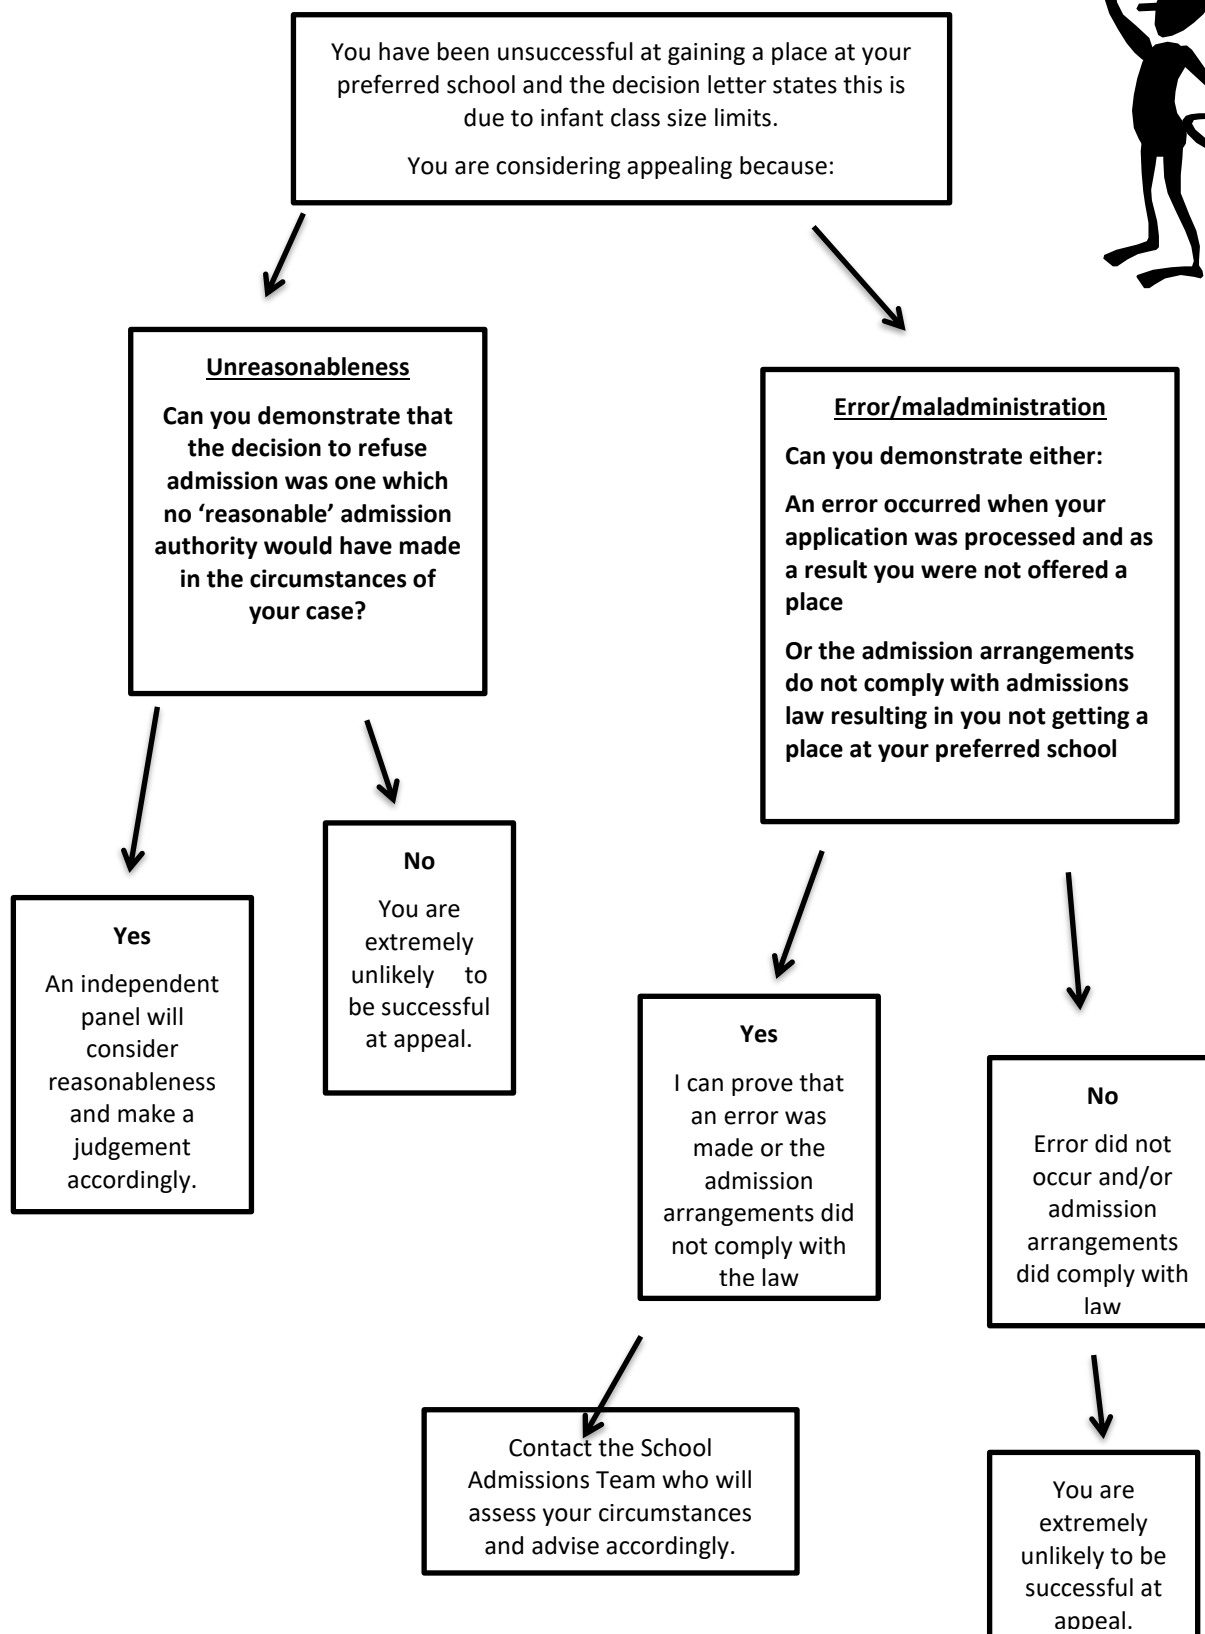 You have been unsuccessful at gaining a place at your
preferred school and the decision letter states this is
due to infant class size limits.
You are considering appealing because:
Unreasonableness
Can you demonstrate that
the decision to refuse
admission was one which
no ‘reasonable’ admission
authority would have made
in the circumstances of
your case?
Error/maladministration
Can you demonstrate either:
An error occurred when your
application was processed and as
a result you were not offered a
place
Or the admission arrangements
do not comply with admissions
law resulting in you not getting a
place at your preferred school
Yes
An independent
panel will
consider
reasonableness
and make a
judgement
accordingly.
No
You are
extremely
unlikely to
be successful
at appeal.
Yes
I can prove that
an error was
made or the
admission
arrangements did
not comply with
the law
No
Error did not
occur and/or
admission
arrangements
did comply with
law
Contact the School
Admissions Team who will
assess your circumstances
and advise accordingly.
You are
extremely
unlikely to be
successful at
appeal.